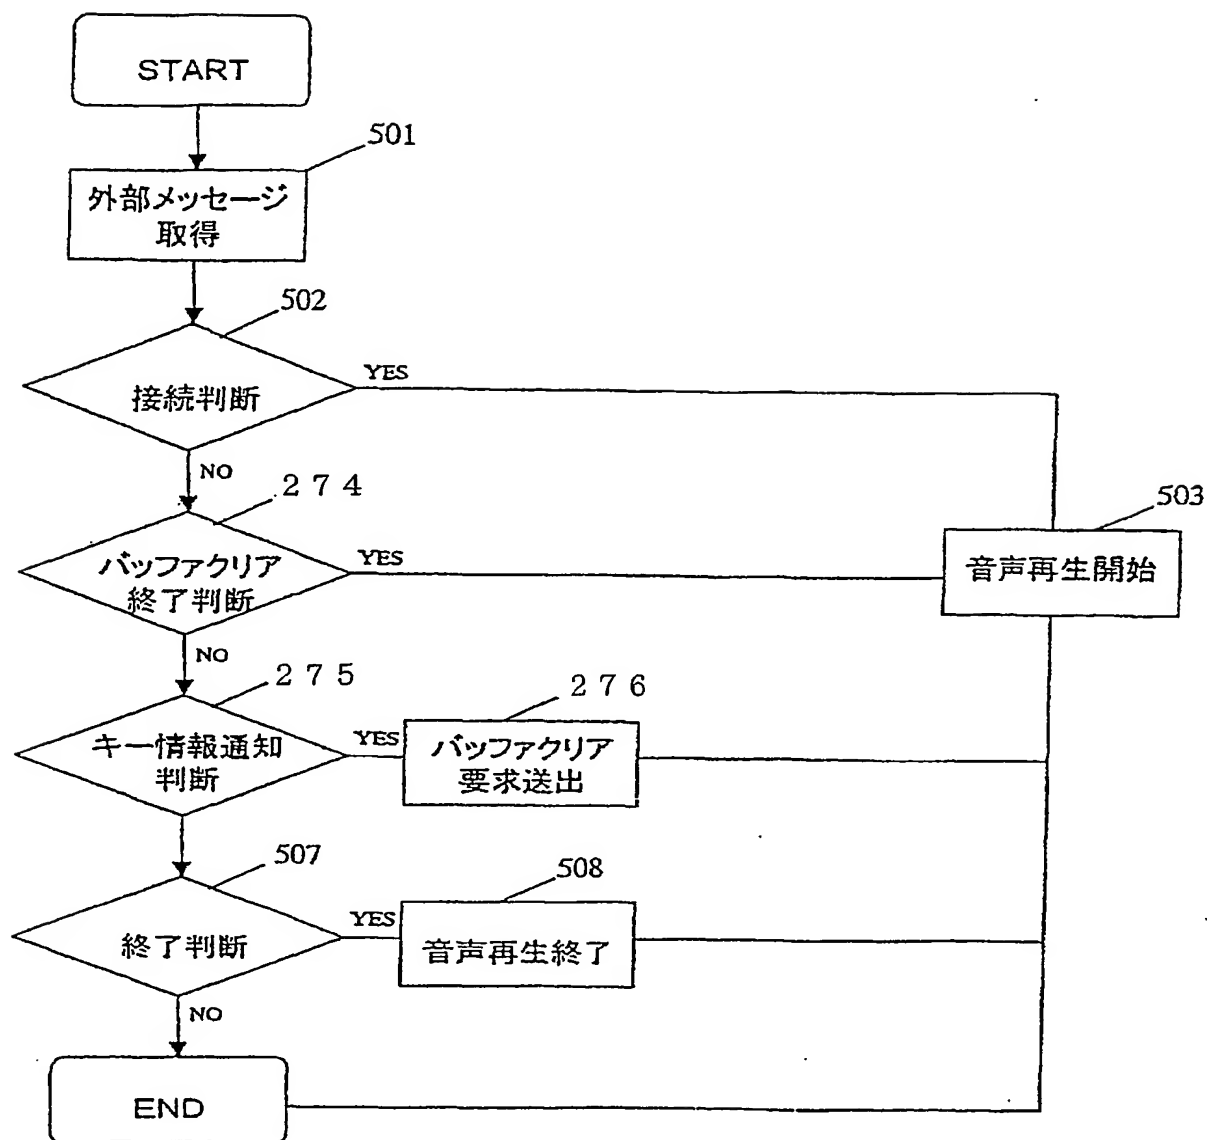 START
501
外部メッセージ
取得
502
接続判断
YES
NO
274
バッファクリア
終了判断
YES
503
音声再生開始
NO
275
キー情報通知
判断
YES
276
バッファクリア
要求送出
507
終了判断
YES
508
音声再生終了
NO
END